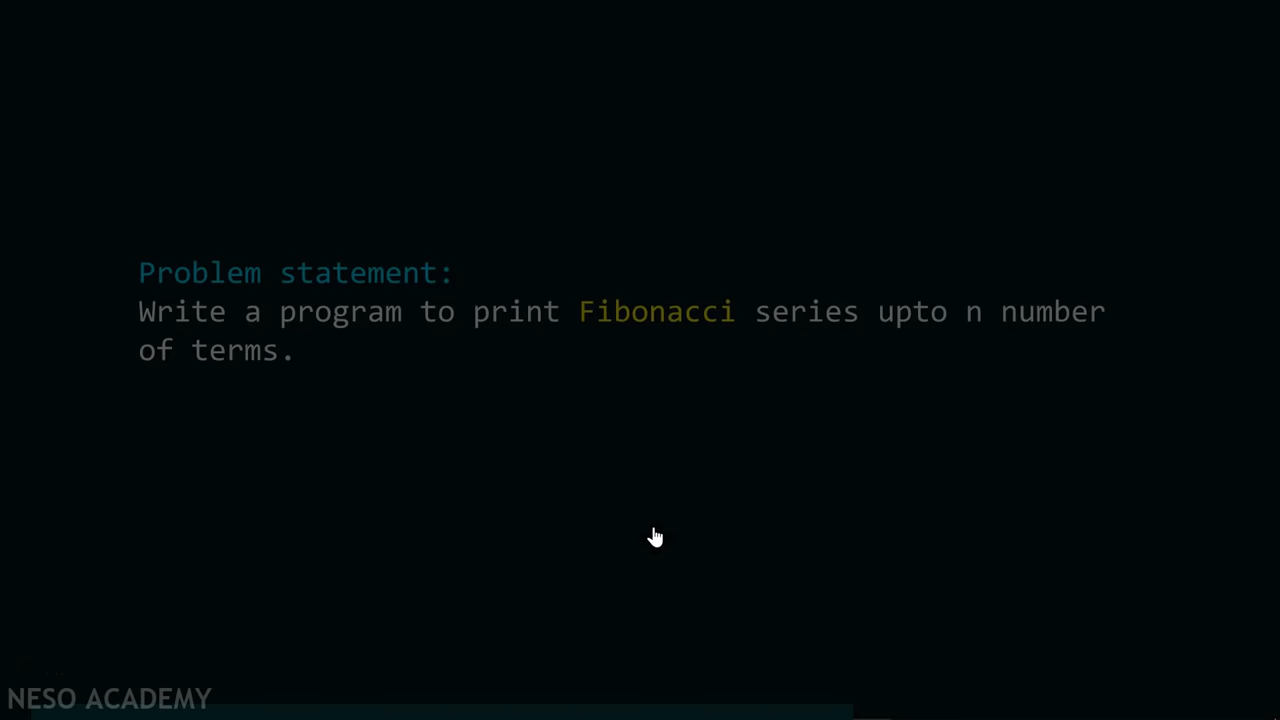 Problem statement:
Write a program to print Fibonacci series upto n number
of terms.
NESO ACADEMY